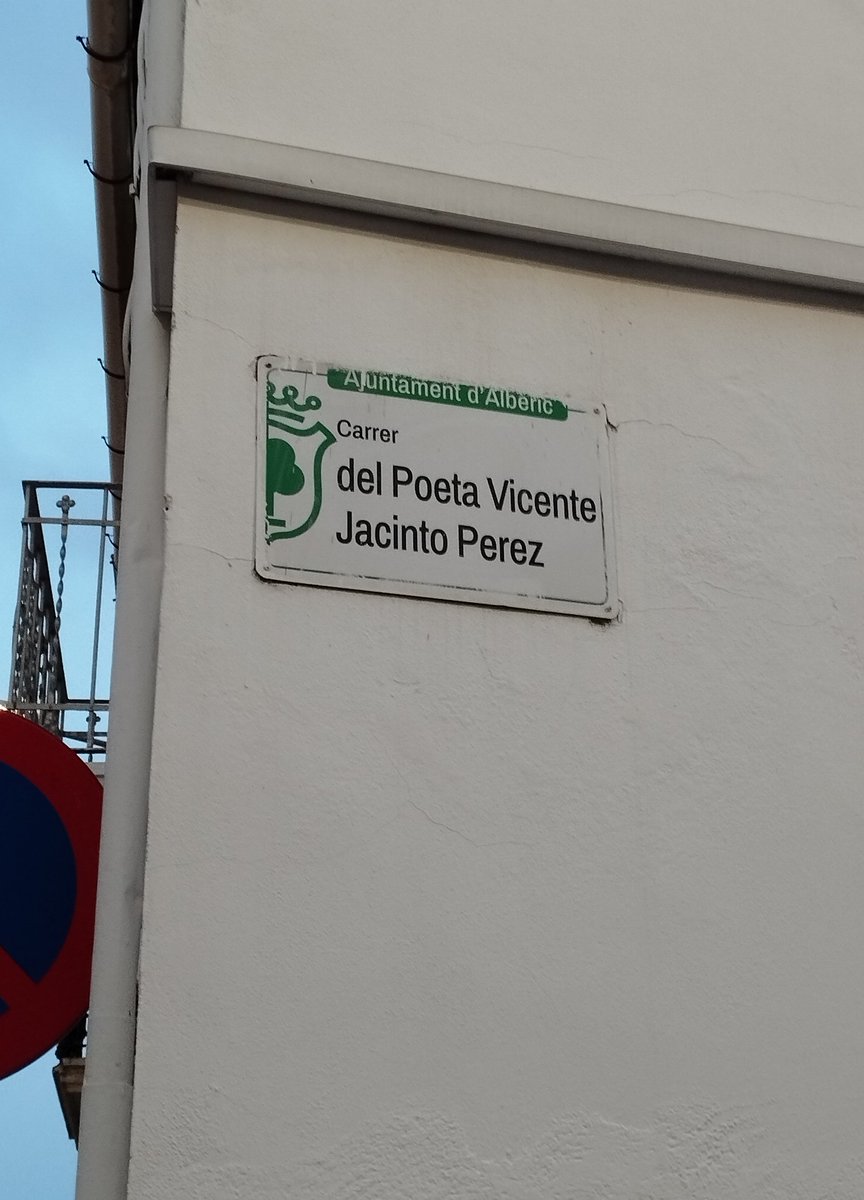 Ajuntament d'Alberic
Carrer
del Poeta Vicente
Jacinto Perez